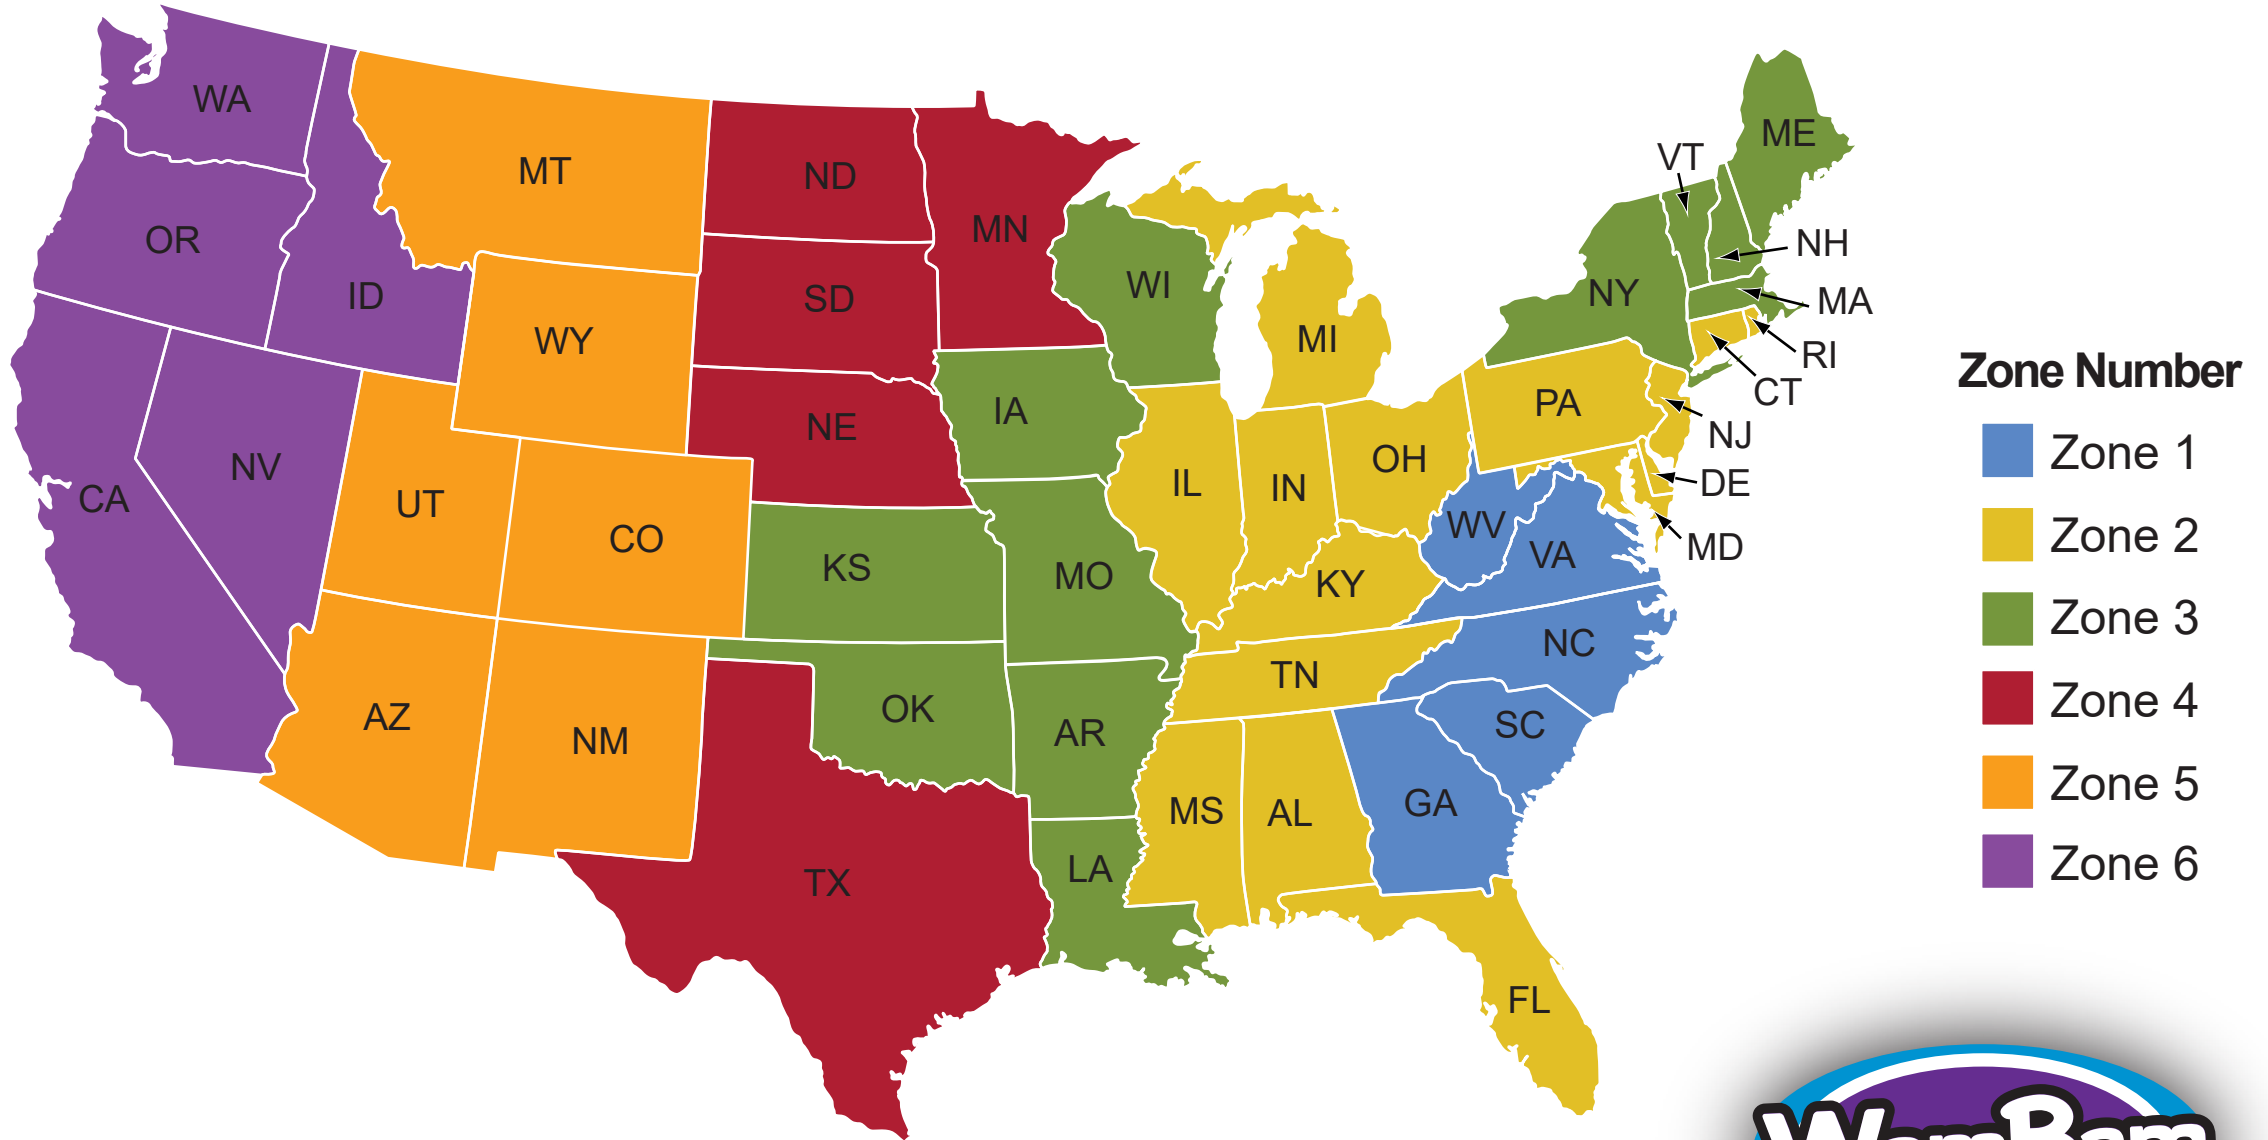 WA
MT
ND
MN
OR
ID
WY
SD
WI
MI
VT
ME
NH
NY
MA
RI
CT
NE
IA
PA
NJ
NV
CA
UT
CO
IL
IN
OH
DE
WV
MD
VA
KS
MO
KY
NC
TN
AZ
NM
OK
AR
SC
MS
AL
GA
TX
LA
FL
Zone Number
Zone 1
Zone 2
Zone 3
Zone 4
Zone 5
Zone 6
WamBam